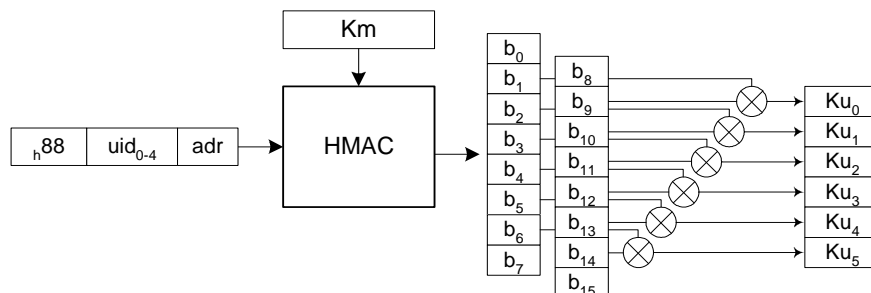 Km
HMAC
ₕ88 uid₀₋₄ adr
b₀
b₁
b₂
b₃
b₄
b₅
b₆
b₇
b₈
b₉
b₁₀
b₁₁
b₁₂
b₁₃
b₁₄
b₁₅
Ku₀
Ku₁
Ku₂
Ku₃
Ku₄
Ku₅